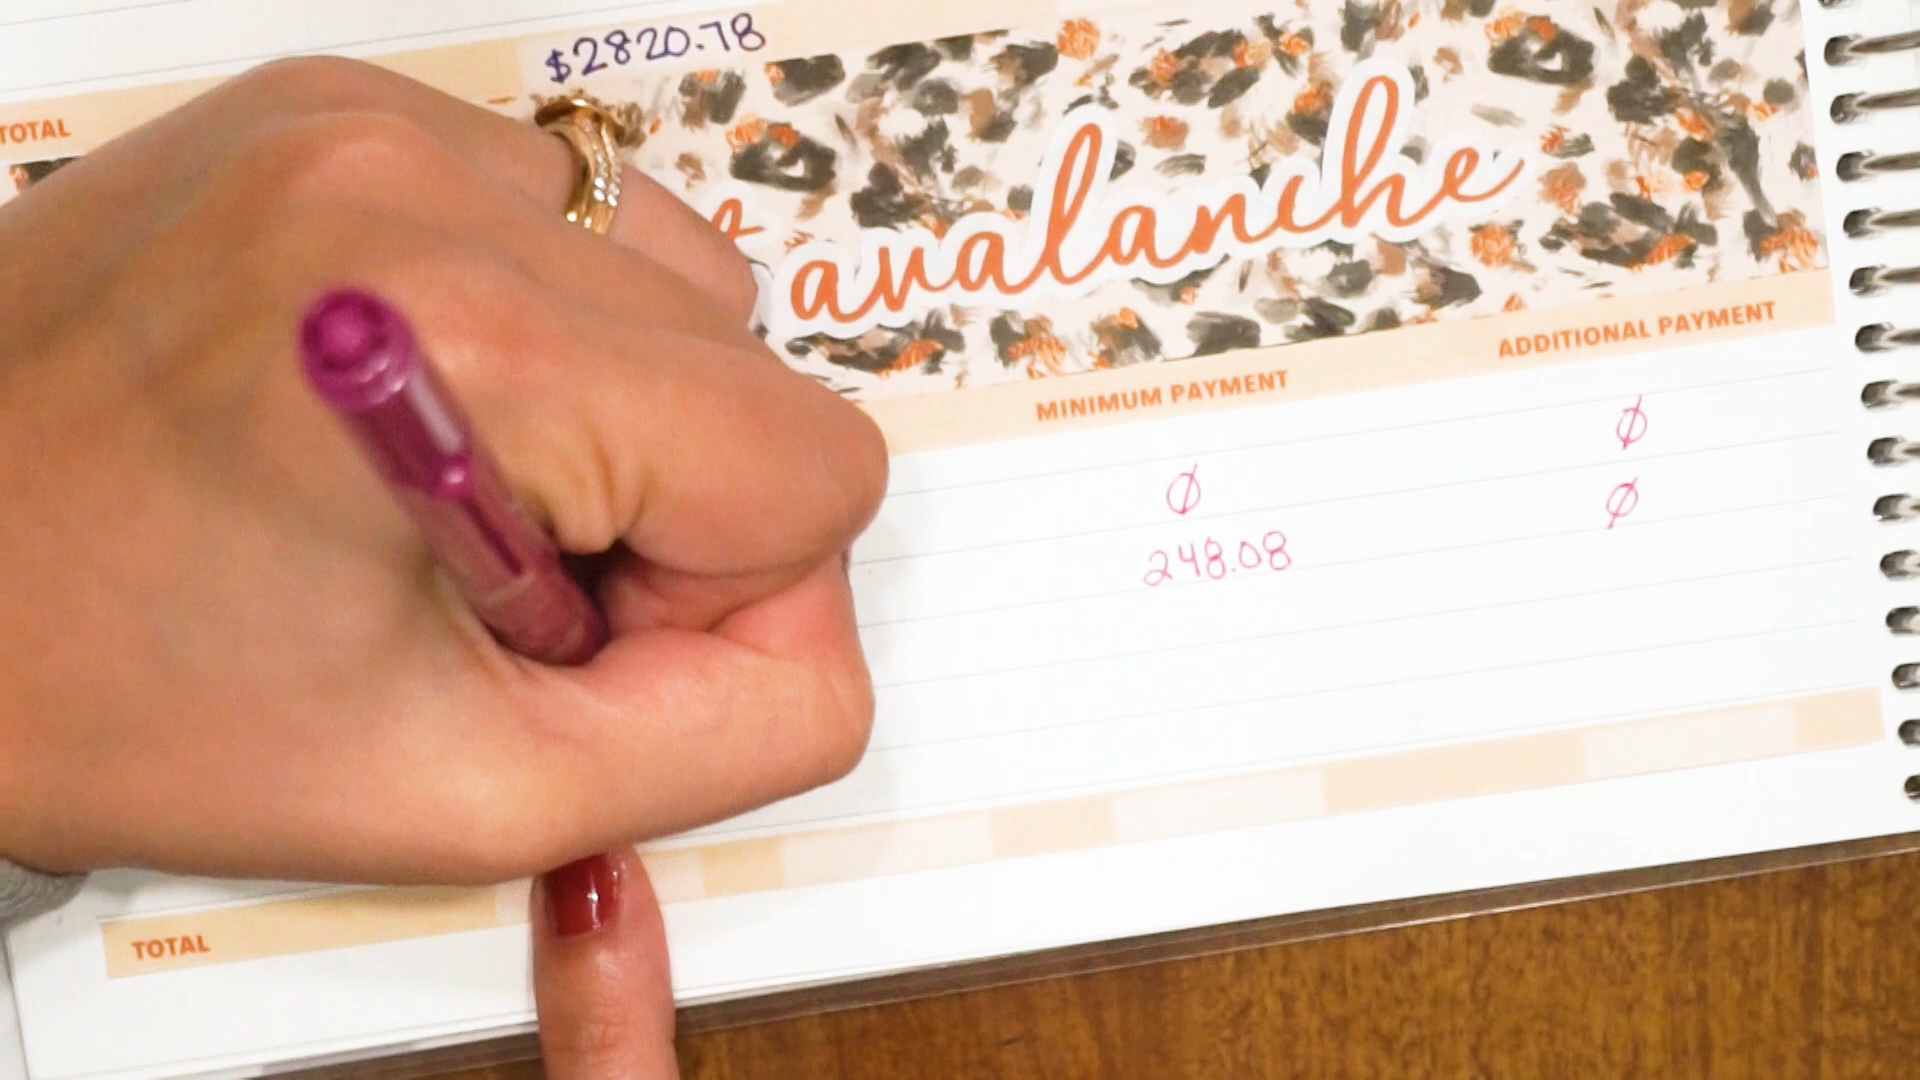 $2820.78
TOTAL
avalanche
MINIMUM PAYMENT ADDITIONAL PAYMENT
Ø Ø
248.08 Ø
TOTAL